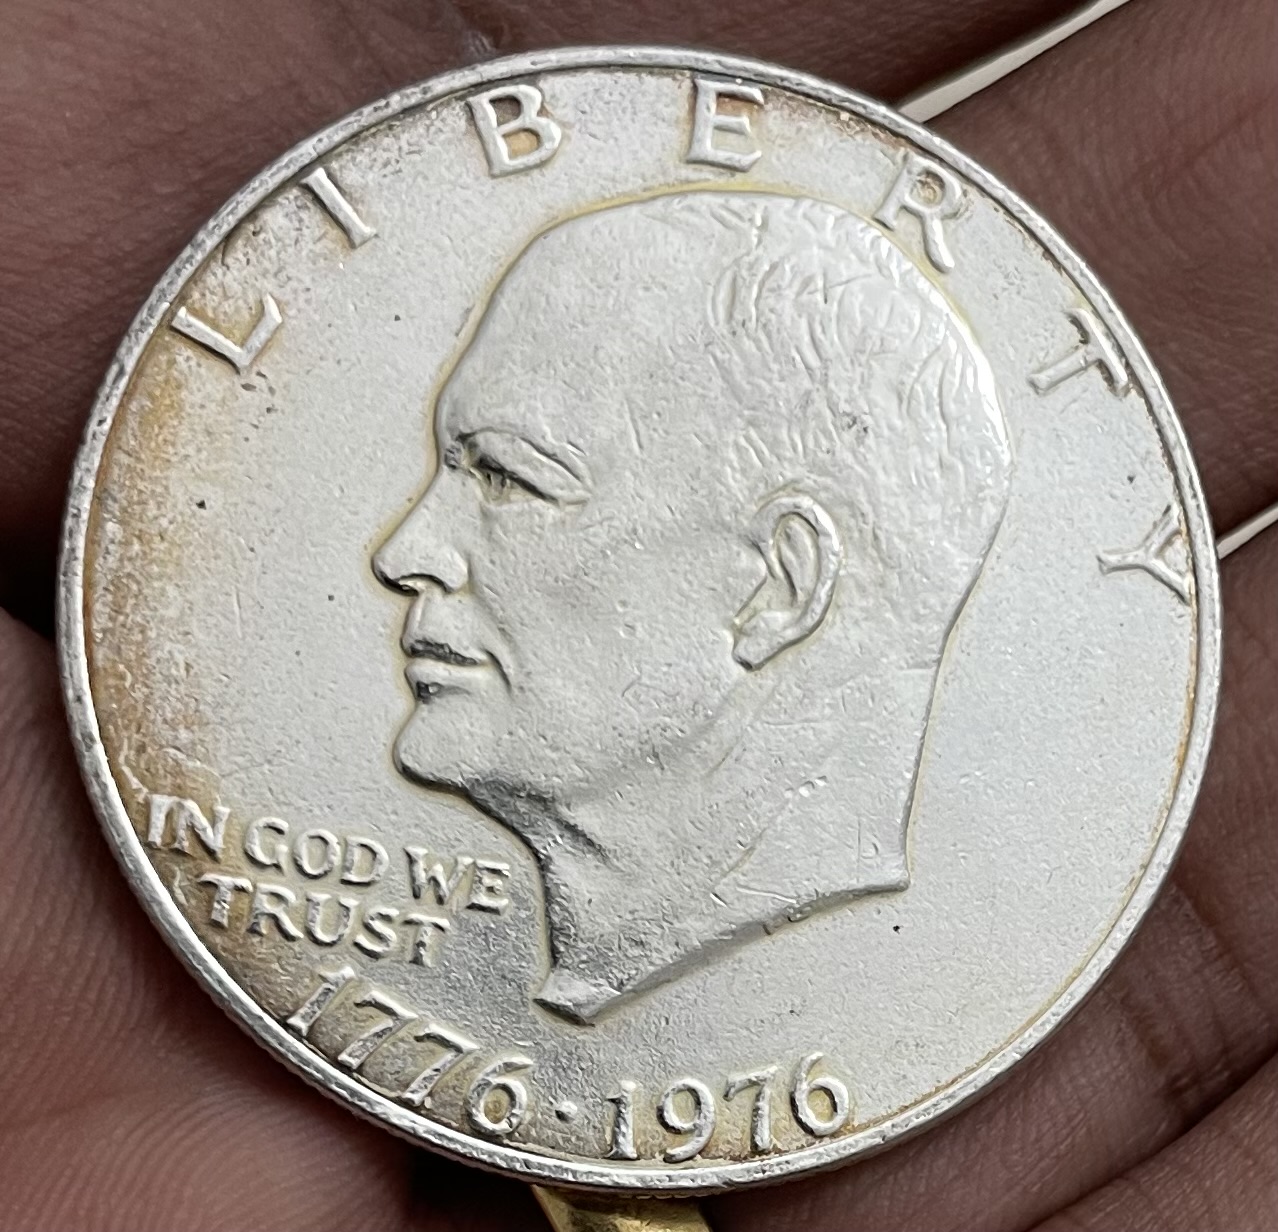 LIBERTY
IN GOD WE
TRUST
1776·1976